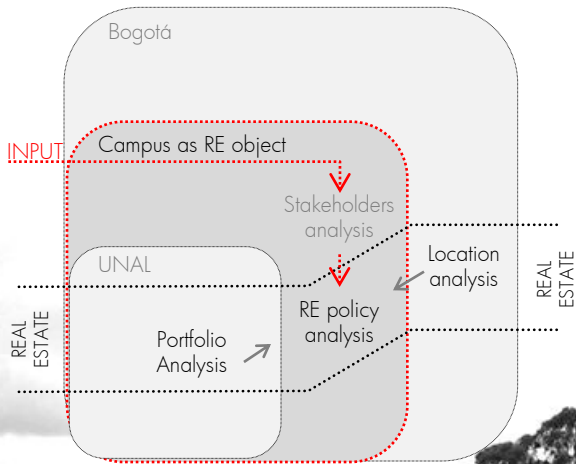 Bogotá
INPUT
Campus as RE object
Stakeholders
analysis
UNAL
Location
analysis
REAL
ESTATE
REAL
ESTATE
RE policy
analysis
Portfolio
Analysis